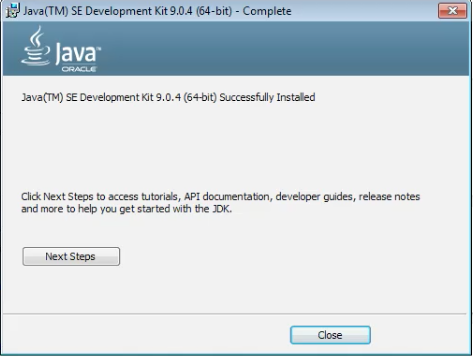 Java(TM) SE Development Kit 9.0.4 (64-bit) - Complete
Java™
ORACLE
Java(TM) SE Development Kit 9.0.4 (64-bit) Successfully Installed
Click Next Steps to access tutorials, API documentation, developer guides, release notes
and more to help you get started with the JDK.
Next Steps
Close